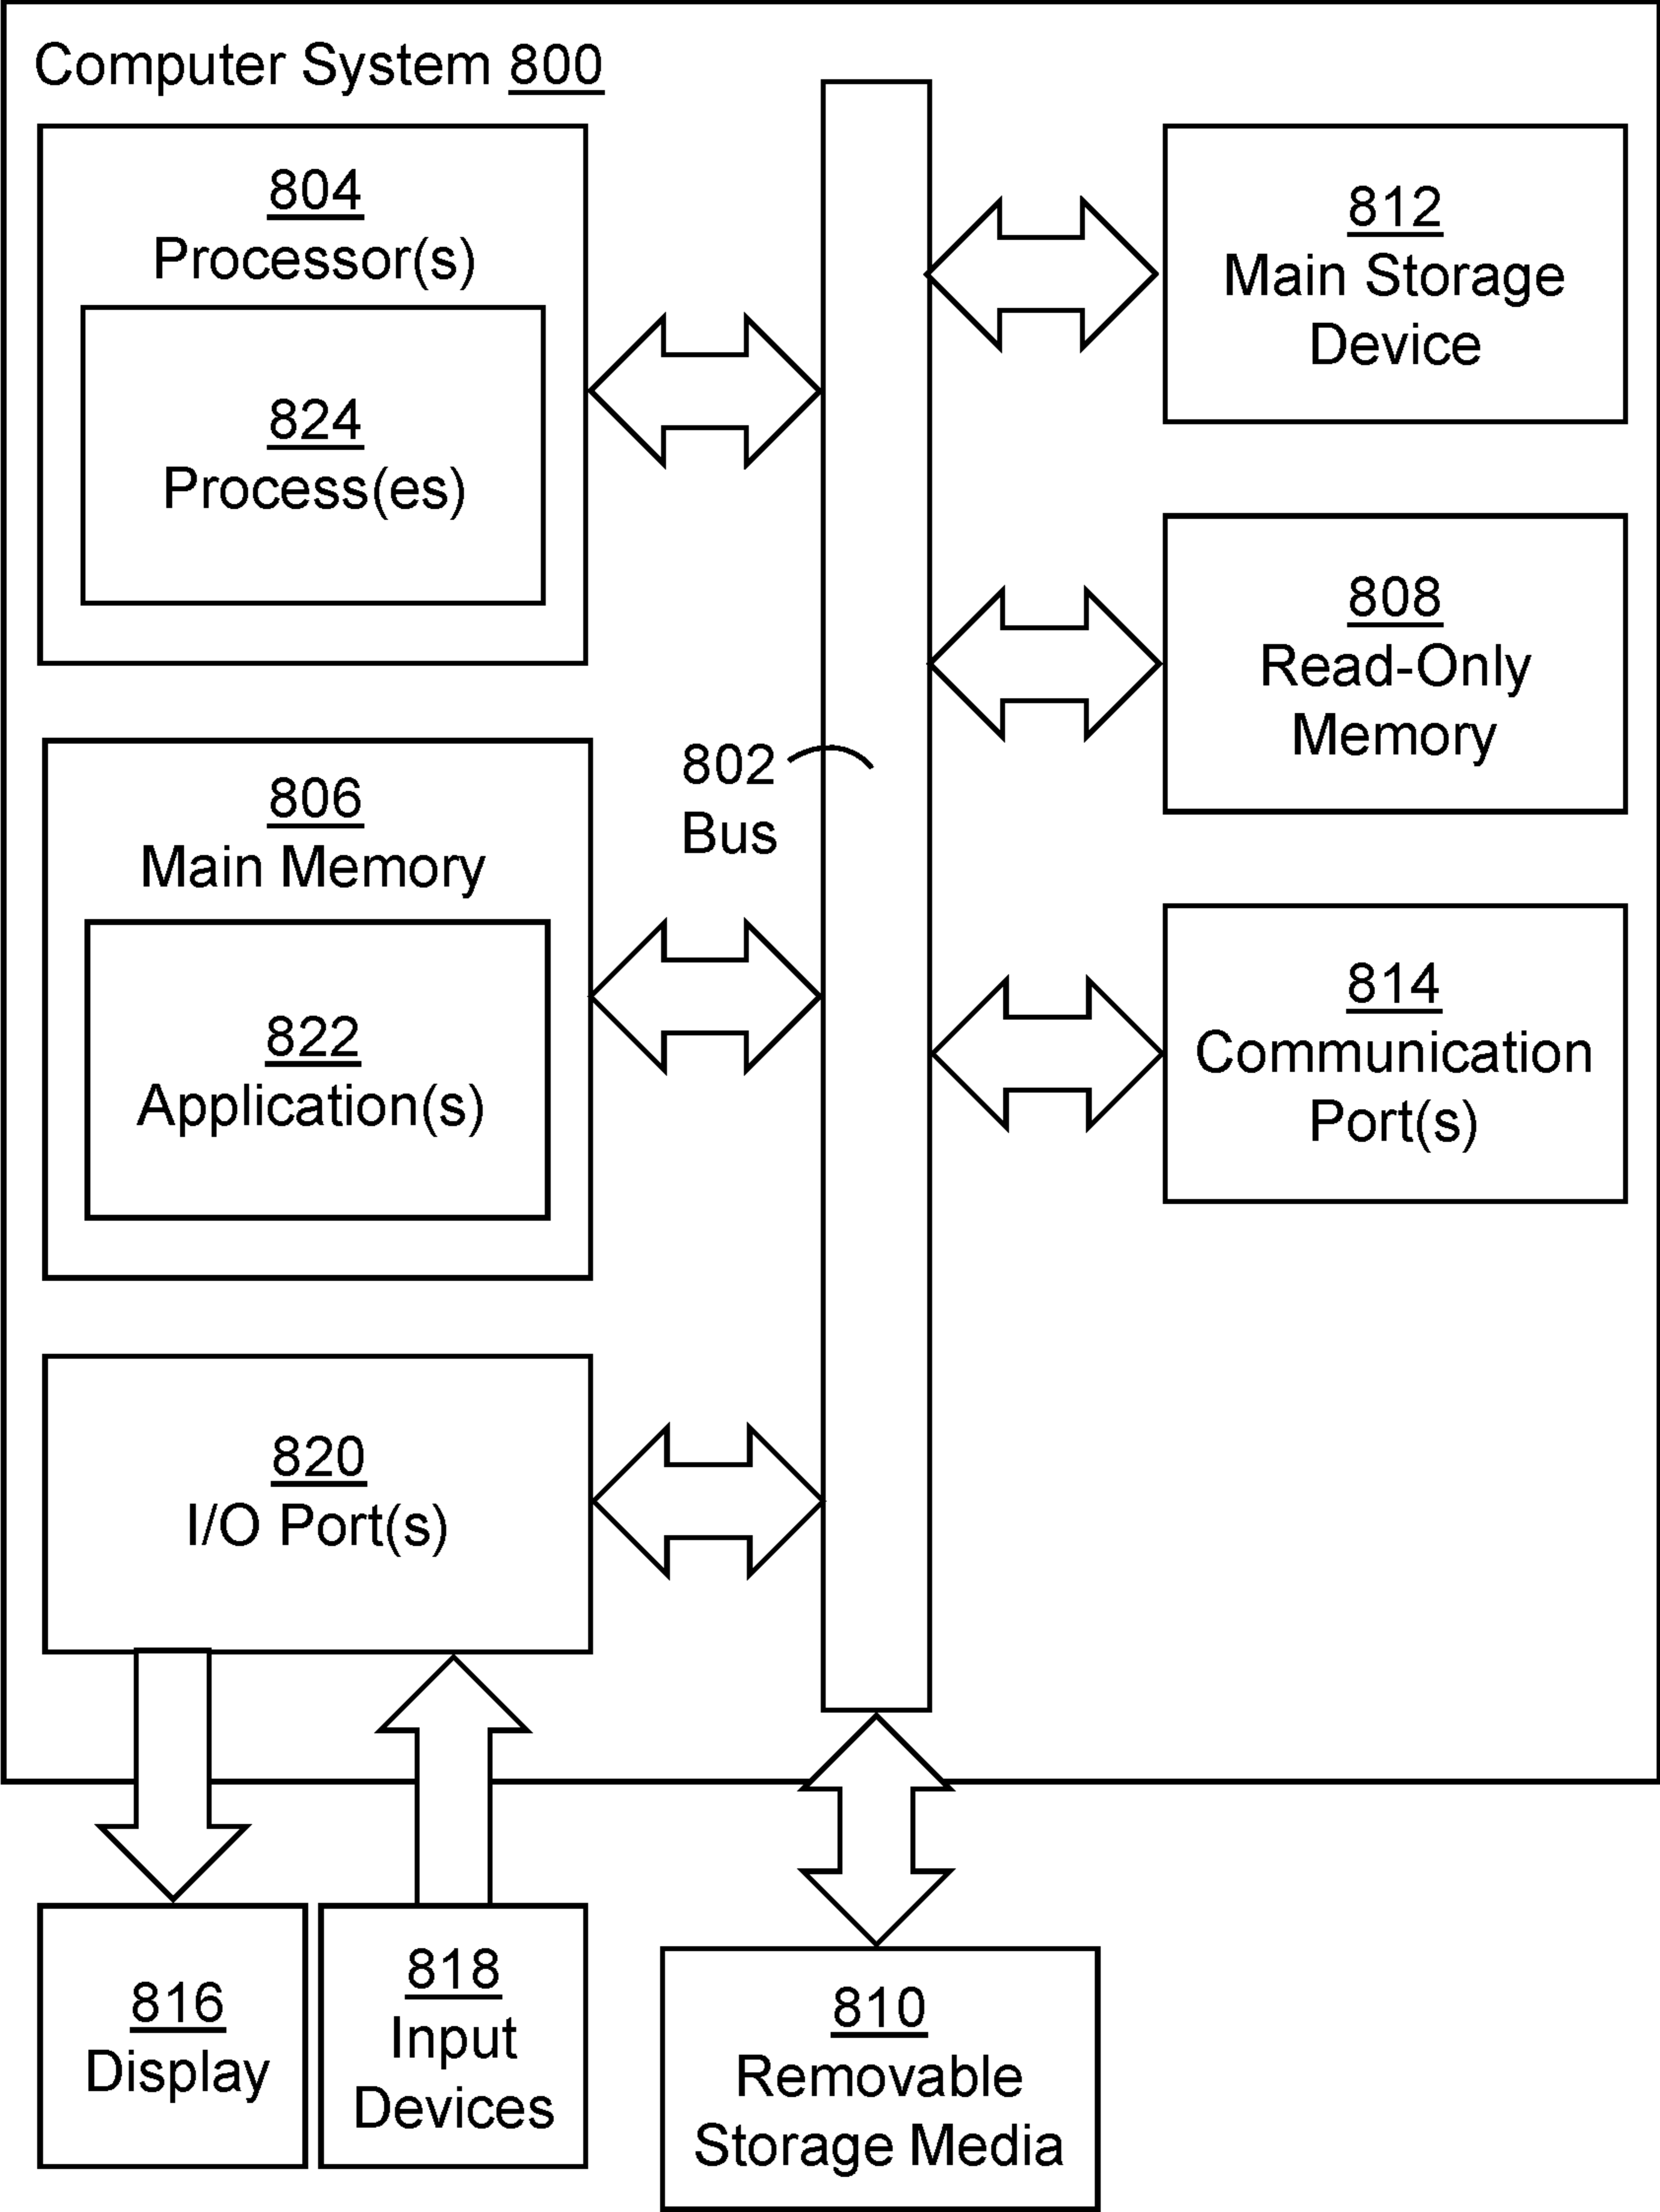 Computer System 800
804
Processor(s)
824
Process(es)
812
Main Storage
Device
808
Read-Only
Memory
802
Bus
806
Main Memory
822
Application(s)
814
Communication
Port(s)
820
I/O Port(s)
816
Display
818
Input
Devices
810
Removable
Storage Media